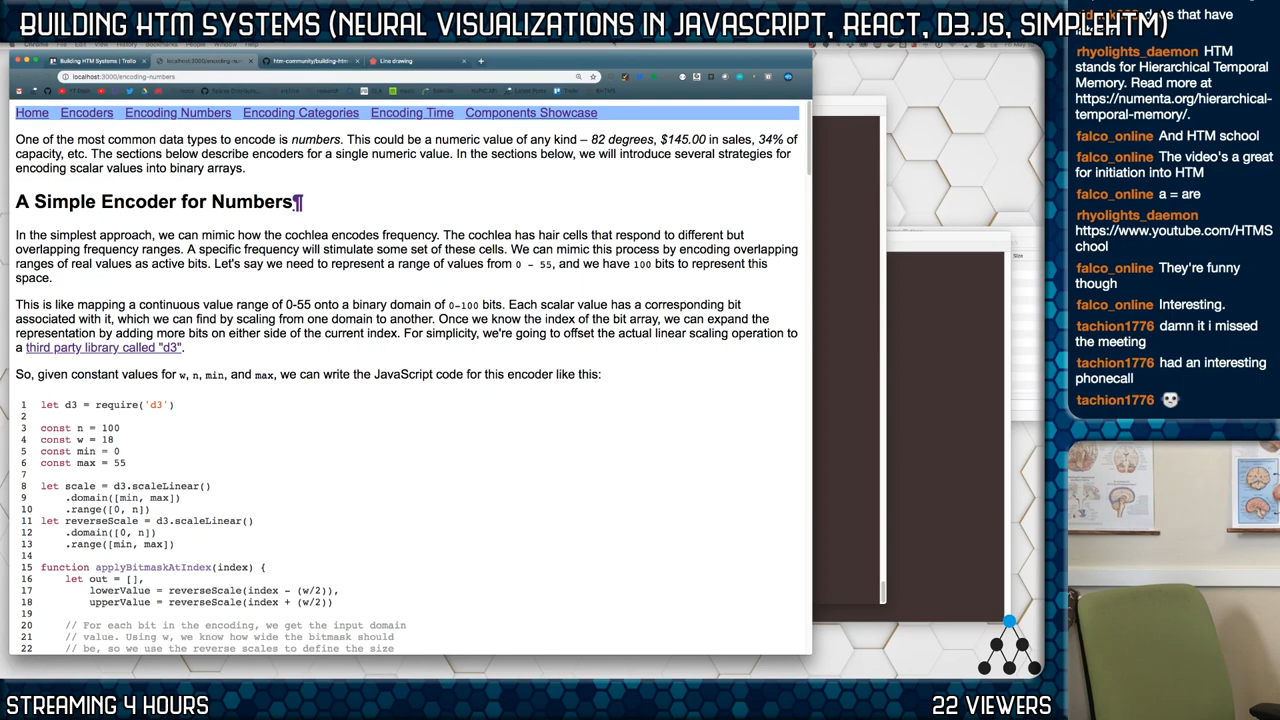 BUILDING HTM SYSTEMS (NEURAL VISUALIZATIONS IN JAVASCRIPT, REACT, D3.JS, SIMPLEHTM)
Building HTM Systems | Trello
localhost:3000/encoding-num
htm-community/building-htm
Line drawing
localhost:3000/encoding-numbers
Home Encoders Encoding Numbers Encoding Categories Encoding Time Components Showcase
One of the most common data types to encode is numbers. This could be a numeric value of any kind – 82 degrees, $145.00 in sales, 34% of
capacity, etc. The sections below describe encoders for a single numeric value. In the sections below, we will introduce several strategies for
encoding scalar values into binary arrays.
A Simple Encoder for Numbers¶
In the simplest approach, we can mimic how the cochlea encodes frequency. The cochlea has hair cells that respond to different but
overlapping frequency ranges. A specific frequency will stimulate some set of these cells. We can mimic this process by encoding overlapping
ranges of real values as active bits. Let's say we need to represent a range of values from 0 - 55, and we have 100 bits to represent this
space.
This is like mapping a continuous value range of 0-55 onto a binary domain of 0-100 bits. Each scalar value has a corresponding bit
associated with it, which we can find by scaling from one domain to another. Once we know the index of the bit array, we can expand the
representation by adding more bits on either side of the current index. For simplicity, we're going to offset the actual linear scaling operation to
a third party library called "d3".
So, given constant values for w, n, min, and max, we can write the JavaScript code for this encoder like this:
1 let d3 = require('d3')
2
3 const n = 100
4 const w = 18
5 const min = 0
6 const max = 55
7
8 let scale = d3.scaleLinear()
9 .domain([min, max])
10 .range([0, n])
11 let reverseScale = d3.scaleLinear()
12 .domain([0, n])
13 .range([min, max])
14
15 function applyBitmaskAtIndex(index) {
16 let out = [],
17 lowerValue = reverseScale(index - (w/2)),
18 upperValue = reverseScale(index + (w/2))
19
20 // For each bit in the encoding, we get the input domain
21 // value. Using w, we know how wide the bitmask should
22 // be, so we use the reverse scales to define the size
Size
that have
rhyolights_daemon HTM
stands for Hierarchical Temporal
Memory. Read more at
https://numenta.org/hierarchical-
temporal-memory/.
falco_online And HTM school
falco_online The video's a great
for initiation into HTM
falco_online a = are
rhyolights_daemon
https://www.youtube.com/HTMS
chool
falco_online They're funny
though
falco_online Interesting.
tachion1776 damn it i missed
the meeting
tachion1776 had an interesting
phonecall
tachion1776
STREAMING 4 HOURS
22 VIEWERS